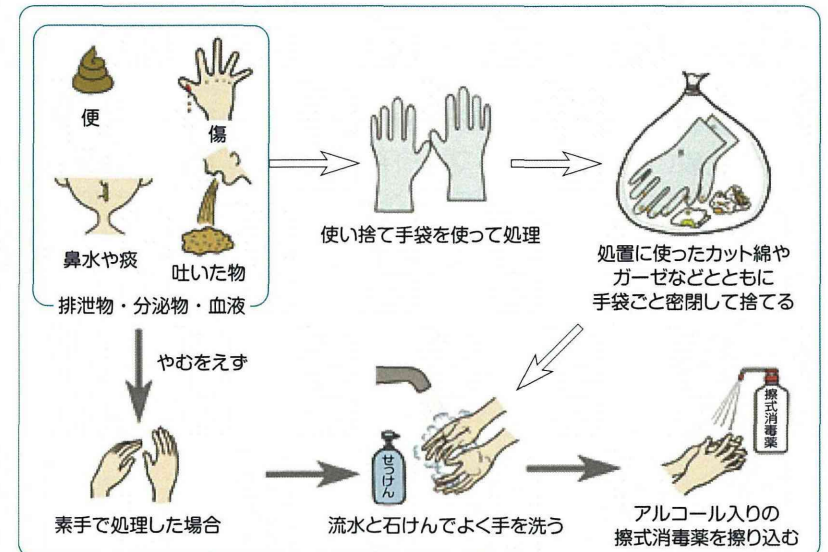 便
傷
鼻水や痰
吐いた物
排泄物・分泌物・血液
使い捨て手袋を使って処理
処置に使ったカット綿や
ガーゼなどとともに
手袋ごと密閉して捨てる
やむをえず
素手で処理した場合
せっけん
流水と石けんでよく手を洗う
擦式消毒薬
アルコール入りの
擦式消毒薬を擦り込む